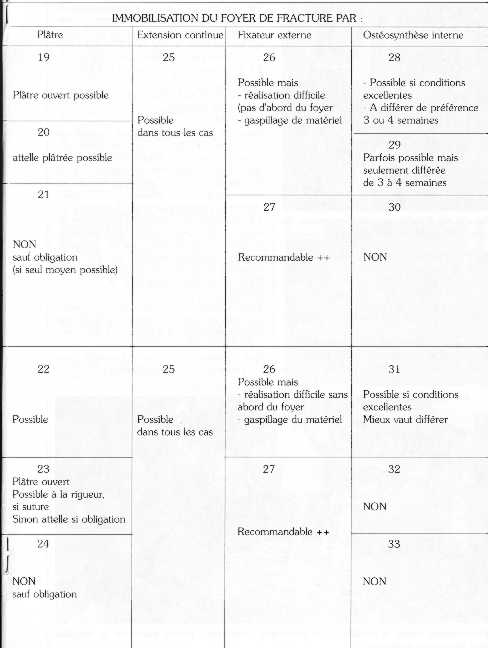 IMMOBILISATION DU FOYER DE FRACTURE PAR :
Plâtre
Extension continue
Fixateur externe
Ostéosynthèse interne
19
Plâtre ouvert possible
20
attelle plâtrée possible
21
NON
sauf obligation
(si seul moyen possible)
25
Possible
dans tous les cas
26
Possible mais
- réalisation difficile
(pas d'abord du foyer
- gaspillage de matériel
27
Recommandable ++
28
- Possible si conditions
excellentes
- A différer de préférence
3 ou 4 semaines
29
Parfois possible mais
seulement différée
de 3 à 4 semaines
30
NON
22
Possible
23
Plâtre ouvert
Possible à la rigueur,
si suture
Sinon attelle si obligation
24
NON
sauf obligation
25
Possible
dans tous les cas
26
Possible mais
- réalisation difficile sans
abord du foyer
- gaspillage du matériel
27
Recommandable ++
31
Possible si conditions
excellentes
Mieux vaut différer
32
NON
33
NON